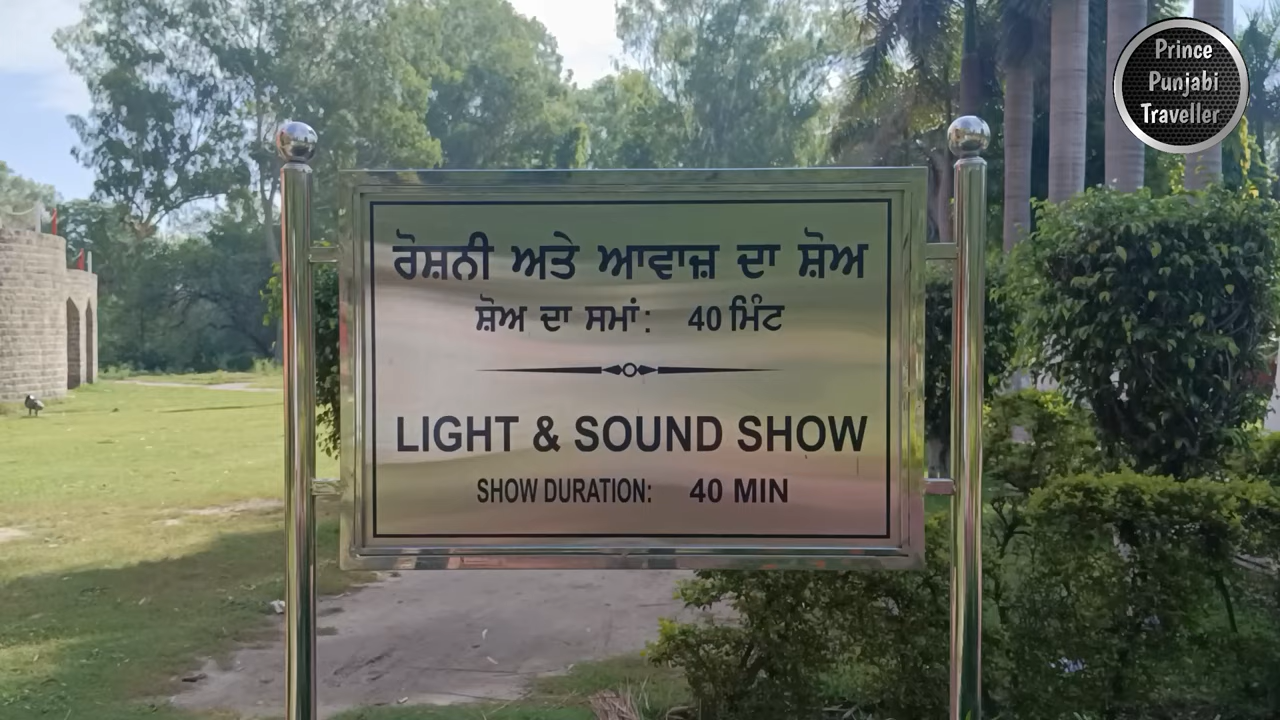 ਰੋਸ਼ਨੀ ਅਤੇ ਆਵਾਜ਼ ਦਾ ਸ਼ੋਅ
ਸ਼ੋਅ ਦਾ ਸਮਾਂ: 40 ਮਿੰਟ
LIGHT & SOUND SHOW
SHOW DURATION: 40 MIN
Prince
Punjabi
Traveller